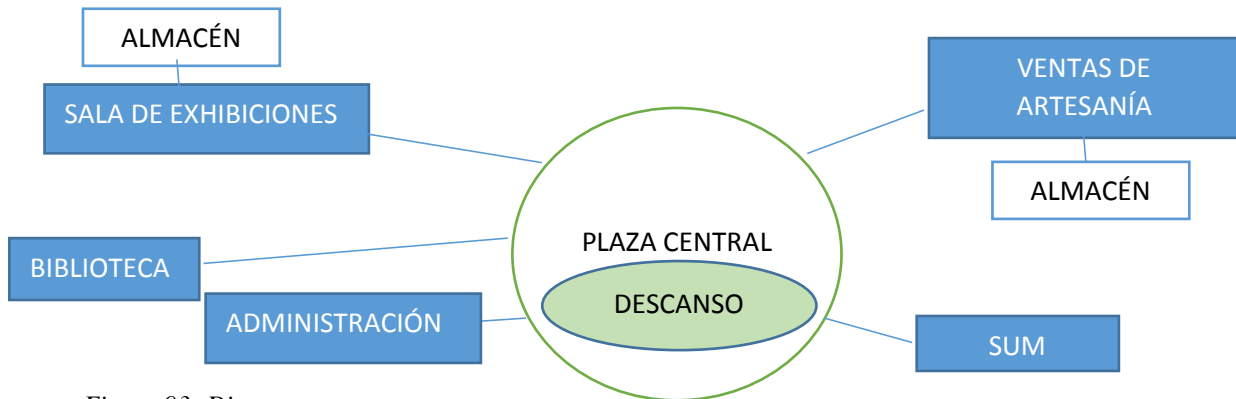 ALMACÉN
SALA DE EXHIBICIONES
VENTAS DE
ARTESANÍA
ALMACÉN
PLAZA CENTRAL
DESCANSO
BIBLIOTECA
ADMINISTRACIÓN
SUM